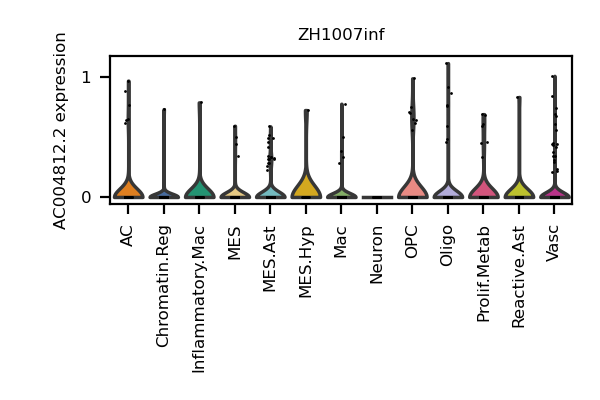 ZH1007inf
AC004812.2 expression
1
0
AC
Chromatin.Reg
Inflammatory.Mac
MES
MES.Ast
MES.Hyp
Mac
Neuron
OPC
Oligo
Prolif.Metab
Reactive.Ast
Vasc